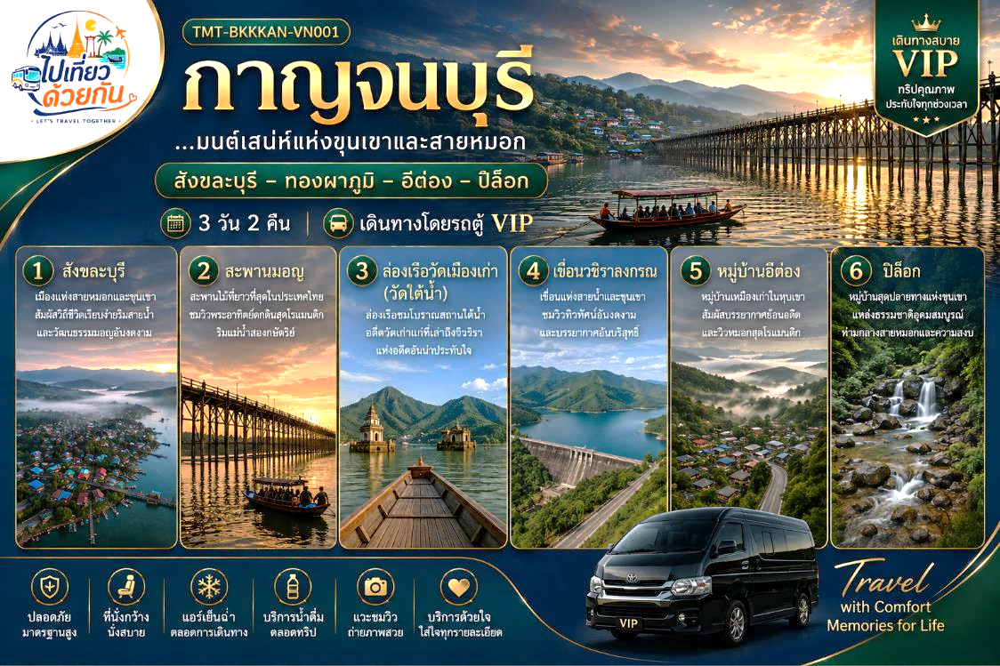 ไปเที่ยว
ด้วยกัน
- LET'S TRAVEL TOGETHER -
TMT-BKKKAN-VN001
กาญจนบุรี
...มนต์เสน่ห์แห่งขุนเขาและสายหมอก
สังขละบุรี – ทองผาภูมิ – อีต่อง – ปิล็อก
3 วัน 2 คืน
เดินทางโดยรถตู้ VIP
เดินทางสบาย
VIP
ทริปคุณภาพ
ประทับใจทุกช่วงเวลา
1 สังขละบุรี
เมืองแห่งสายหมอกและขุนเขา
สัมผัสวิถีชีวิตเรียบง่ายริมสายน้ำ
และวัฒนธรรมมอญอันงดงาม
2 สะพานมอญ
สะพานไม้ที่ยาวที่สุดในประเทศไทย
ชมวิวพระอาทิตย์ตกดินสุดโรแมนติก
ริมแม่น้ำสองกษัตริย์
3 ล่องเรือวัดเมืองเก่า
(วัดใต้น้ำ)
ล่องเรือชมโบราณสถานใต้น้ำ
อดีตวัดเก่าแก่ที่เล่าถึง
แห่งอดีตอันน่าประทับใจ
4 เขื่อนวชิราลงกรณ
เขื่อนแห่งสายน้ำและขุนเขา
ชมวิวทิวทัศน์อันงดงาม
และบรรยากาศอันบริสุทธิ์
5 หมู่บ้านอีต่อง
หมู่บ้านเหมืองเก่าในหุบเขา
สัมผัสบรรยากาศย้อนอดีต
และวิวหมอกสุดโรแมนติก
6 ปิล็อก
หมู่บ้านสุดปลายทางแห่งขุนเขา
แหล่งธรรมชาติอุดมสมบูรณ์
ท่ามกลางสายหมอกและความสงบ
ปลอดภัย
มาตรฐานสูง
ที่นั่งกว้าง
นั่งสบาย
แอร์เย็นฉ่ำ
ตลอดการเดินทาง
บริการน้ำดื่ม
ตลอดทริป
แวะชมวิว
ถ่ายภาพสวย
บริการด้วยใจ
ใส่ใจทุกรายละเอียด
VIP
Travel
with Comfort
Memories for Life